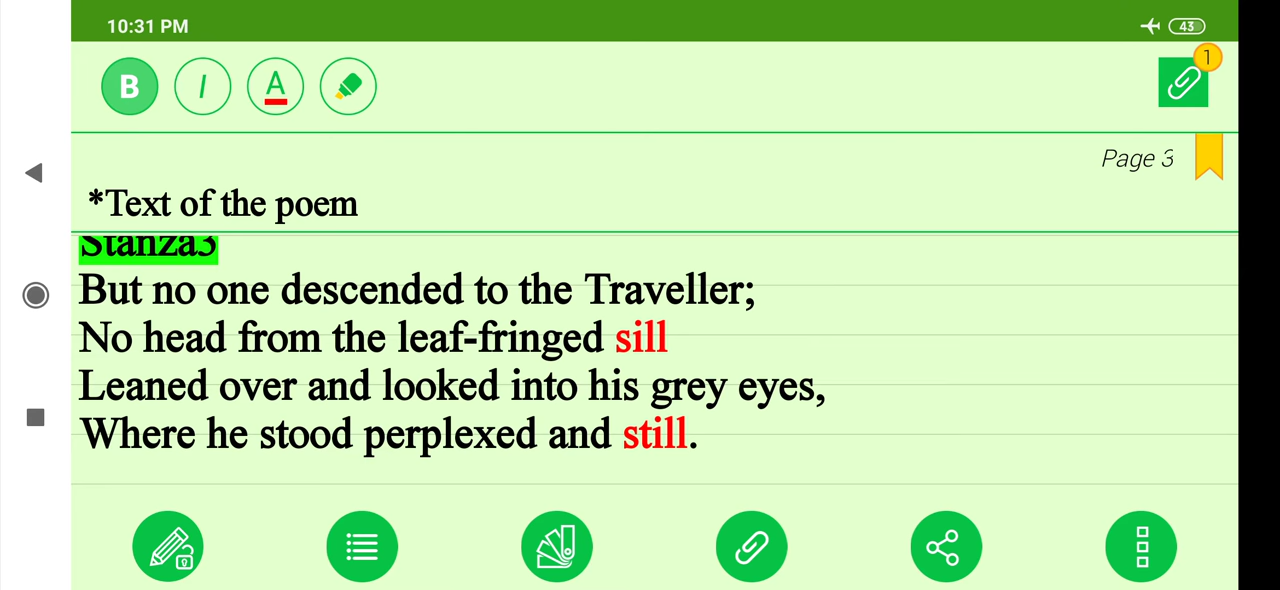 10:31 PM
43
B I A
1
Page 3
*Text of the poem
Stanza3
But no one descended to the Traveller;
No head from the leaf-fringed sill
Leaned over and looked into his grey eyes,
Where he stood perplexed and still.